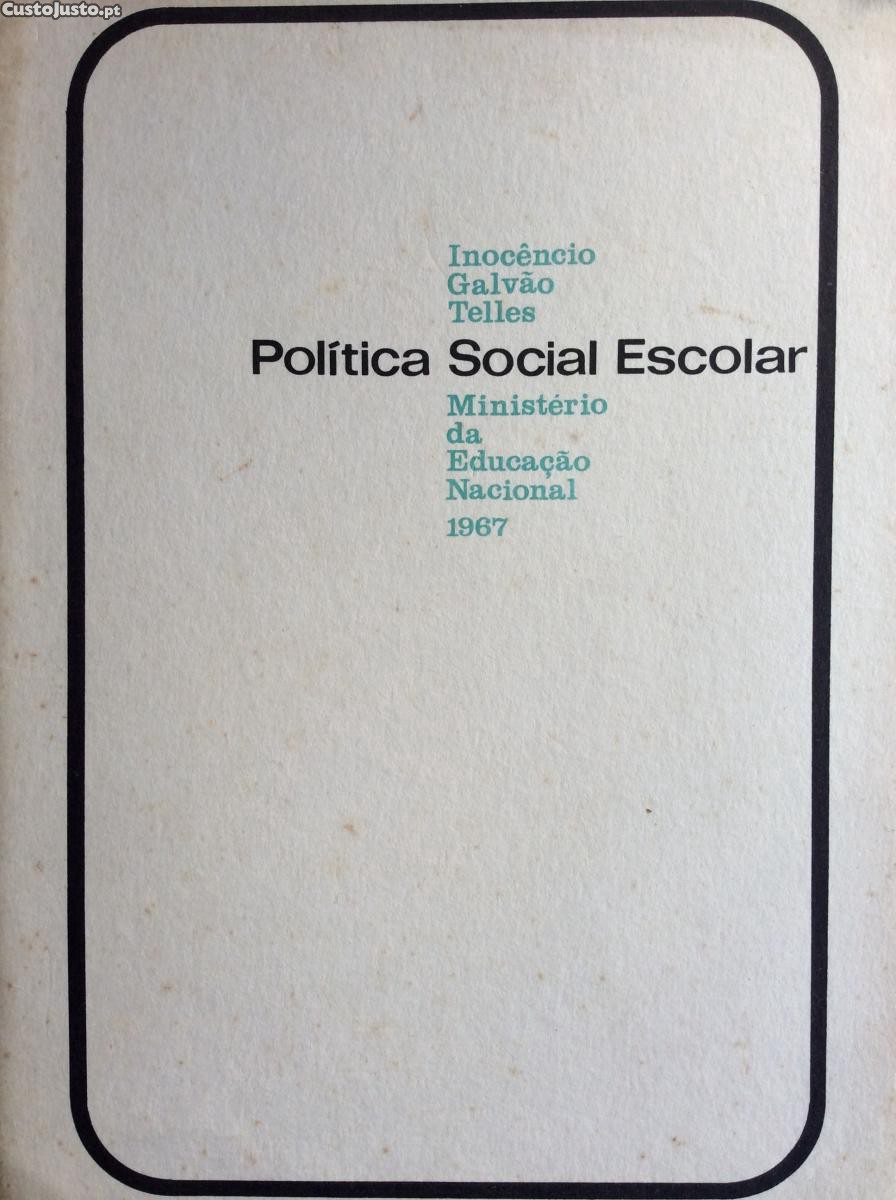 CustoJusto.pt
Inocêncio
Galvão
Telles
Política Social Escolar
Ministério
da
Educação
Nacional
1967